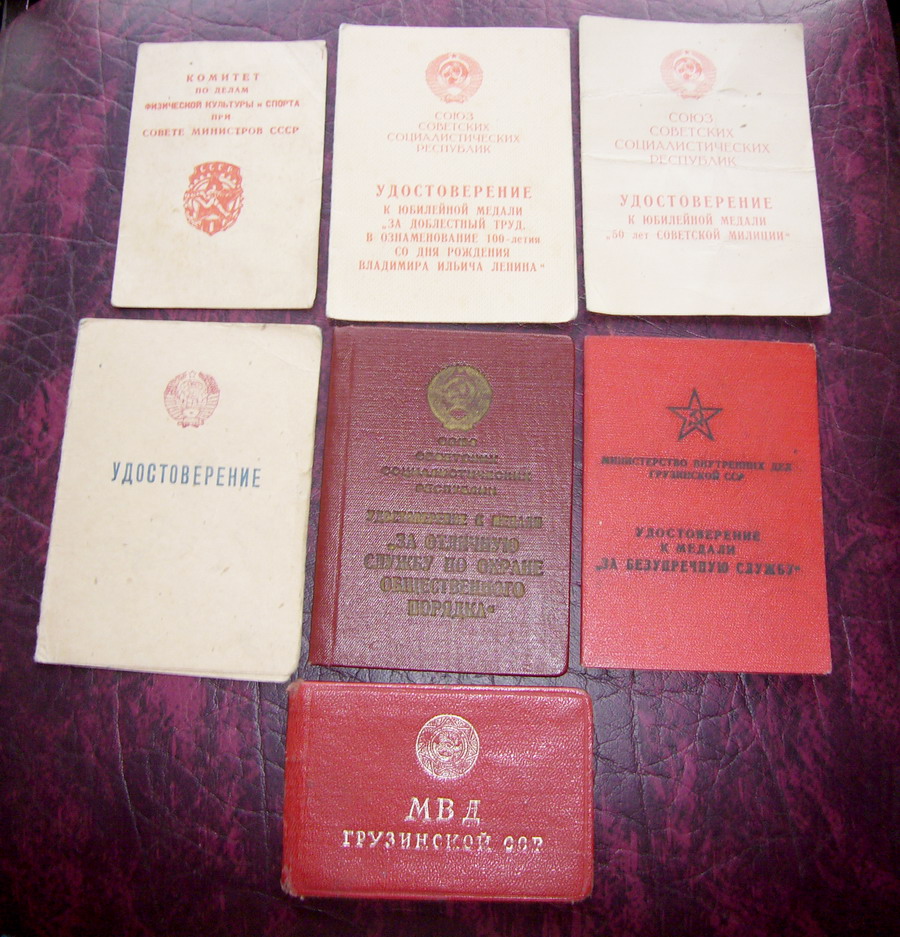 КОМИТЕТ
ПО ДЕЛАМ
ФИЗИЧЕСКОЙ КУЛЬТУРЫ и СПОРТА
ПРИ
СОВЕТЕ МИНИСТРОВ СССР
СССР
СОЮЗ
СОВЕТСКИХ
СОЦИАЛИСТИЧЕСКИХ
РЕСПУБЛИК
УДОСТОВЕРЕНИЕ
К ЮБИЛЕЙНОЙ МЕДАЛИ
„ЗА ДОБЛЕСТНЫЙ ТРУД.
В ОЗНАМЕНОВАНИЕ 100-летия
СО ДНЯ РОЖДЕНИЯ
ВЛАДИМИРА ИЛЬИЧА ЛЕНИНА“
СОЮЗ
СОВЕТСКИХ
СОЦИАЛИСТИЧЕСКИХ
РЕСПУБЛИК
УДОСТОВЕРЕНИЕ
К ЮБИЛЕЙНОЙ МЕДАЛИ
„50 лет СОВЕТСКОЙ МИЛИЦИИ“
УДОСТОВЕРЕНИЕ
СОЮЗ
СОВЕТСКИХ
СОЦИАЛИСТИЧЕСКИХ
РЕСПУБЛИК
УДОСТОВЕРЕНИЕ К МЕДАЛИ
„ЗА ОТЛИЧНУЮ
СЛУЖБУ ПО ОХРАНЕ
ОБЩЕСТВЕННОГО
ПОРЯДКА“
МИНИСТЕРСТВО ВНУТРЕННИХ ДЕЛ
ГРУЗИНСКОЙ ССР
УДОСТОВЕРЕНИЕ
К МЕДАЛИ
„ЗА БЕЗУПРЕЧНУЮ СЛУЖБУ“
МВД
ГРУЗИНСКОЙ ССР